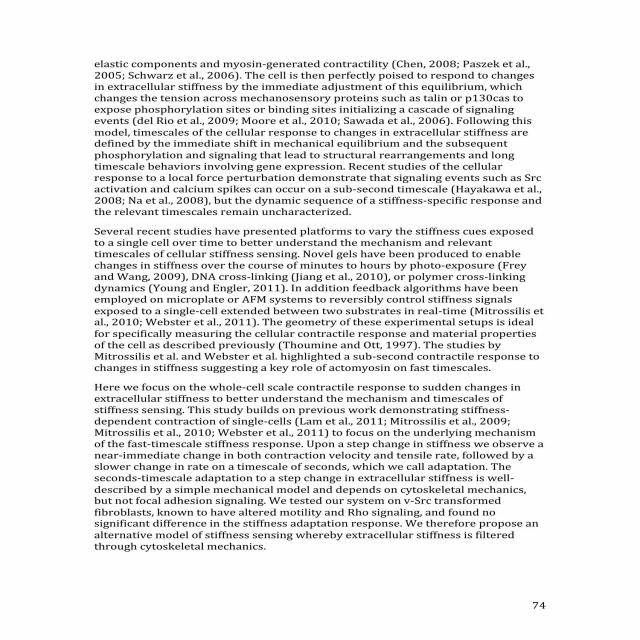 elastic components and myosin-generated contractility (Chen, 2008; Paszek et al.,
2005; Schwarz et al., 2006). The cell is then perfectly poised to respond to changes
in extracellular stiffness by the immediate adjustment of this equilibrium, which
changes the tension across mechanosensory proteins such as talin or p130cas to
expose phosphorylation sites or binding sites initializing a cascade of signaling
events (del Rio et al., 2009; Moore et al., 2010; Sawada et al., 2006). Following this
model, timescales of the cellular response to changes in extracellular stiffness are
defined by the immediate shift in mechanical equilibrium and the subsequent
phosphorylation and signaling that lead to structural rearrangements and long
timescale behaviors involving gene expression. Recent studies of the cellular
response to a local force perturbation demonstrate that signaling events such as Src
activation and calcium spikes can occur on a sub-second timescale (Hayakawa et al.,
2008; Na et al., 2008), but the dynamic sequence of a stiffness-specific response and
the relevant timescales remain uncharacterized.
Several recent studies have presented platforms to vary the stiffness cues exposed
to a single cell over time to better understand the mechanism and relevant
timescales of cellular stiffness sensing. Novel gels have been produced to enable
changes in stiffness over the course of minutes to hours by photo-exposure (Frey
and Wang, 2009), DNA cross-linking (Jiang et al., 2010), or polymer cross-linking
dynamics (Young and Engler, 2011). In addition feedback algorithms have been
employed on microplate or AFM systems to reversibly control stiffness signals
exposed to a single-cell extended between two substrates in real-time (Mitrossilis et
al., 2010; Webster et al., 2011). The geometry of these experimental setups is ideal
for specifically measuring the cellular contractile response and material properties
of the cell as described previously (Thoumine and Ott, 1997). The studies by
Mitrossilis et al. and Webster et al. highlighted a sub-second contractile response to
changes in stiffness suggesting a key role of actomyosin on fast timescales.
Here we focus on the whole-cell scale contractile response to sudden changes in
extracellular stiffness to better understand the mechanism and timescales of
stiffness sensing. This study builds on previous work demonstrating stiffness-
dependent contraction of single-cells (Lam et al., 2011; Mitrossilis et al., 2009;
Mitrossilis et al., 2010; Webster et al., 2011) to focus on the underlying mechanism
of the fast-timescale stiffness response. Upon a step change in stiffness we observe a
near-immediate change in both contraction velocity and tensile rate, followed by a
slower change in rate on a timescale of seconds, which we call adaptation. The
seconds-timescale adaptation to a step change in extracellular stiffness is well-
described by a simple mechanical model and depends on cytoskeletal mechanics,
but not focal adhesion signaling. We tested our system on v-Src transformed
fibroblasts, known to have altered motility and Rho signaling, and found no
significant difference in the stiffness adaptation response. We therefore propose an
alternative model of stiffness sensing whereby extracellular stiffness is filtered
through cytoskeletal mechanics.
74